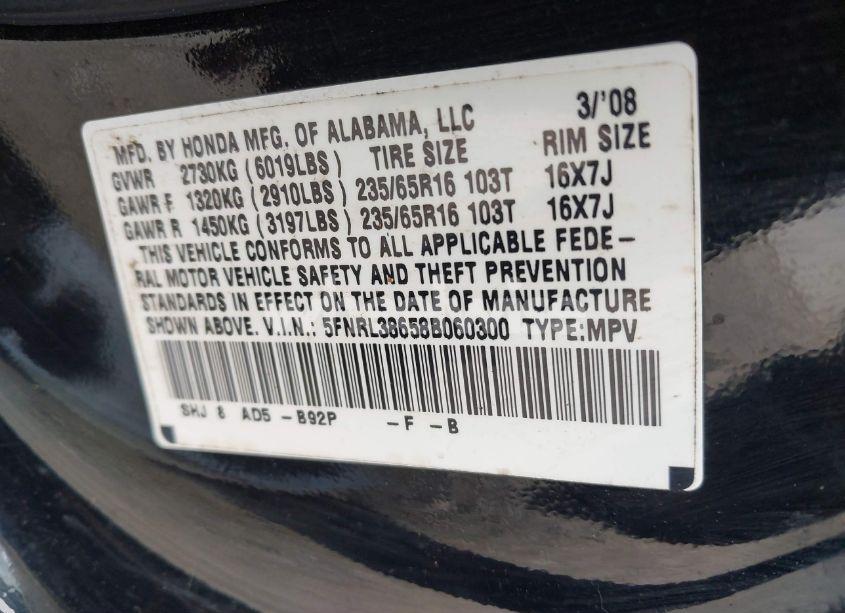 MFD. BY HONDA MFG. OF ALABAMA, LLC 3/'08
GVWR 2730KG (6019LBS) TIRE SIZE RIM SIZE
GAWR F 1320KG (2910LBS) 235/65R16 103T 16X7J
GAWR R 1450KG (3197LBS) 235/65R16 103T 16X7J
THIS VEHICLE CONFORMS TO ALL APPLICABLE FEDE-
RAL MOTOR VEHICLE SAFETY AND THEFT PREVENTION
STANDARDS IN EFFECT ON THE DATE OF MANUFACTURE
SHOWN ABOVE. V.I.N.: 5FNRL38658B060300 TYPE:MPV
SHJ 8 AD5 -B92P -F -B